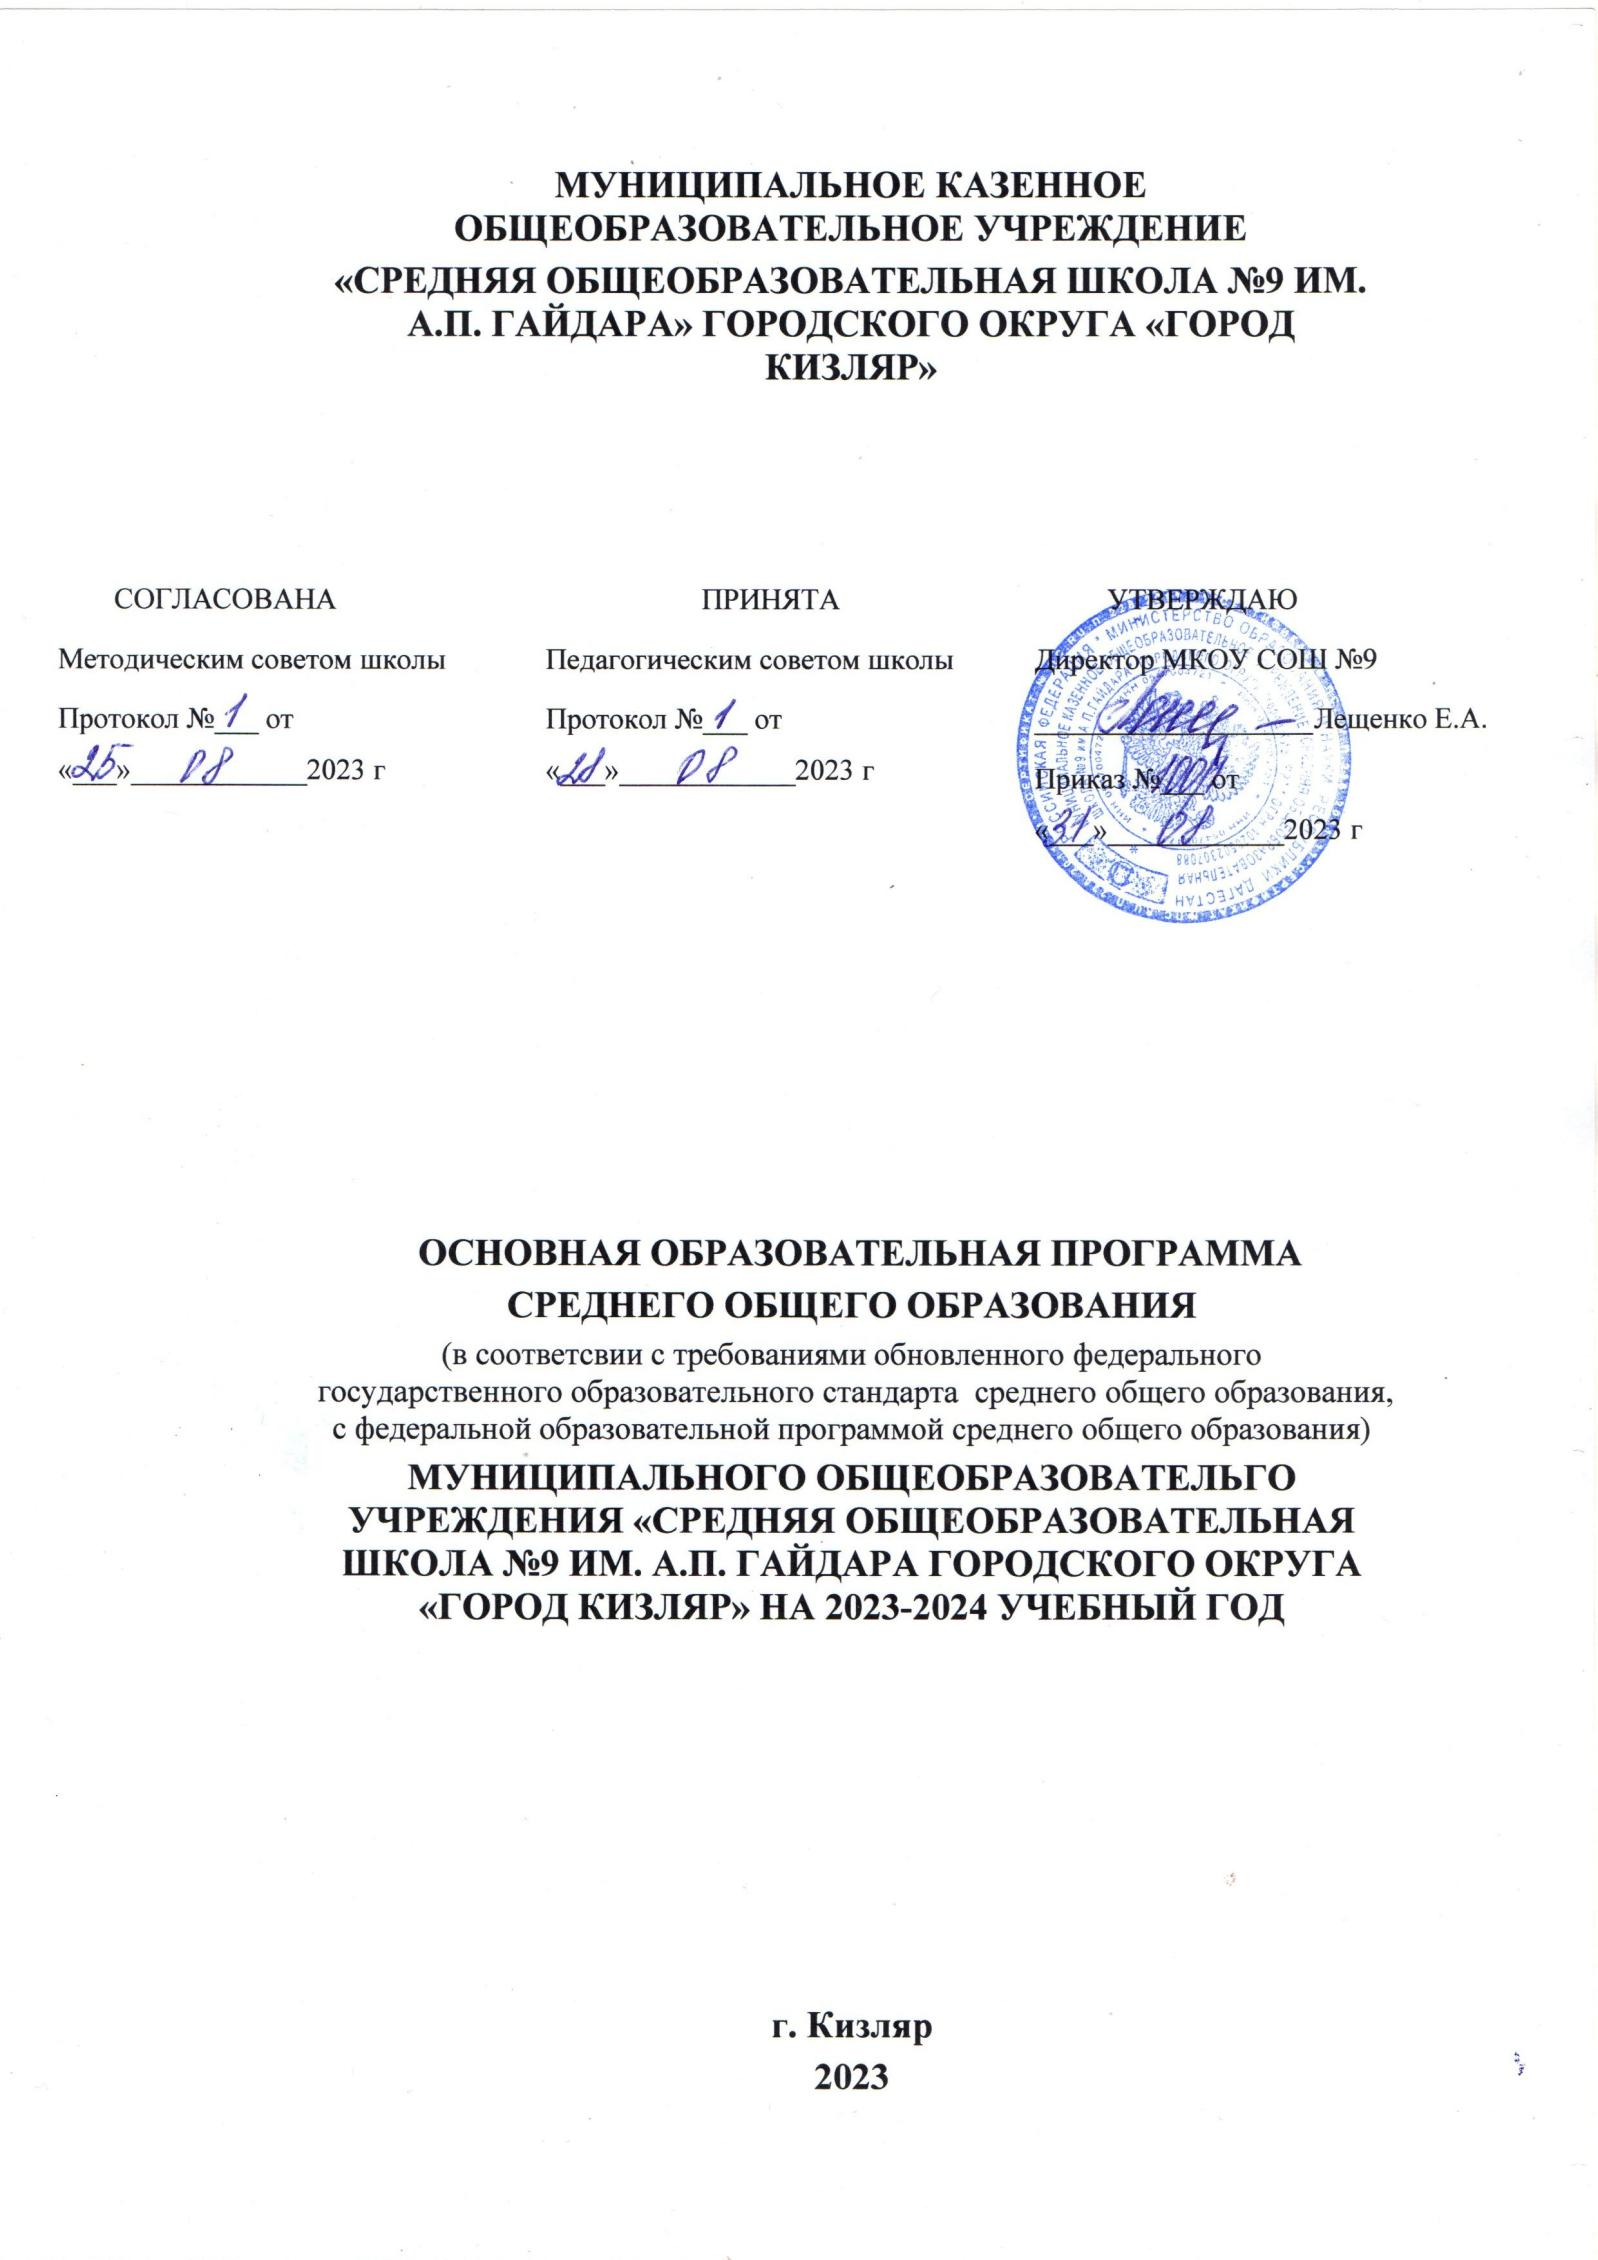 МУНИЦИПАЛЬНОЕ КАЗЕННОЕ
ОБЩЕОБРАЗОВАТЕЛЬНОЕ УЧРЕЖДЕНИЕ
«СРЕДНЯЯ ОБЩЕОБРАЗОВАТЕЛЬНАЯ ШКОЛА №9 ИМ.
А.П. ГАЙДАРА» ГОРОДСКОГО ОКРУГА «ГОРОД
КИЗЛЯР»
СОГЛАСОВАНА
Методическим советом школы
Протокол № 1 от
«25» 08 2023 г
ПРИНЯТА
Педагогическим советом школы
Протокол № 1 от
«28» 08 2023 г
УТВЕРЖДАЮ
Директор МКОУ СОШ №9
Лещенко Е.А.
Приказ № от
«31» 08 2023 г
ОСНОВНАЯ ОБРАЗОВАТЕЛЬНАЯ ПРОГРАММА
СРЕДНЕГО ОБЩЕГО ОБРАЗОВАНИЯ
(в соответсвии с требованиями обновленного федерального
государственного образовательного стандарта среднего общего образования,
с федеральной образовательной программой среднего общего образования)
МУНИЦИПАЛЬНОГО ОБЩЕОБРАЗОВАТЕЛЬГО
УЧРЕЖДЕНИЯ «СРЕДНЯЯ ОБЩЕОБРАЗОВАТЕЛЬНАЯ
ШКОЛА №9 ИМ. А.П. ГАЙДАРА ГОРОДСКОГО ОКРУГА
«ГОРОД КИЗЛЯР» НА 2023-2024 УЧЕБНЫЙ ГОД
г. Кизляр
2023